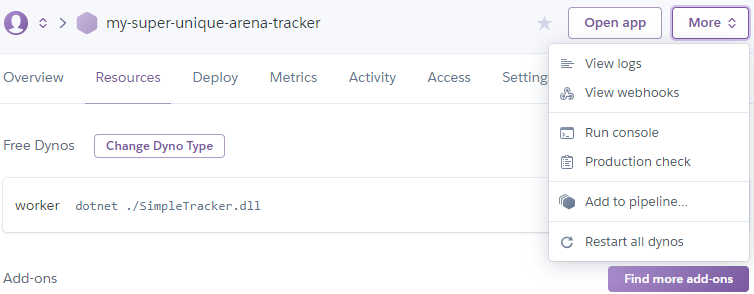 my-super-unique-arena-tracker
Open app
More
Overview
Resources
Deploy
Metrics
Activity
Access
Setting
View logs
View webhooks
Run console
Production check
Add to pipeline...
Restart all dynos
Free Dynos
Change Dyno Type
worker dotnet ./SimpleTracker.dll
Add-ons
Find more add-ons